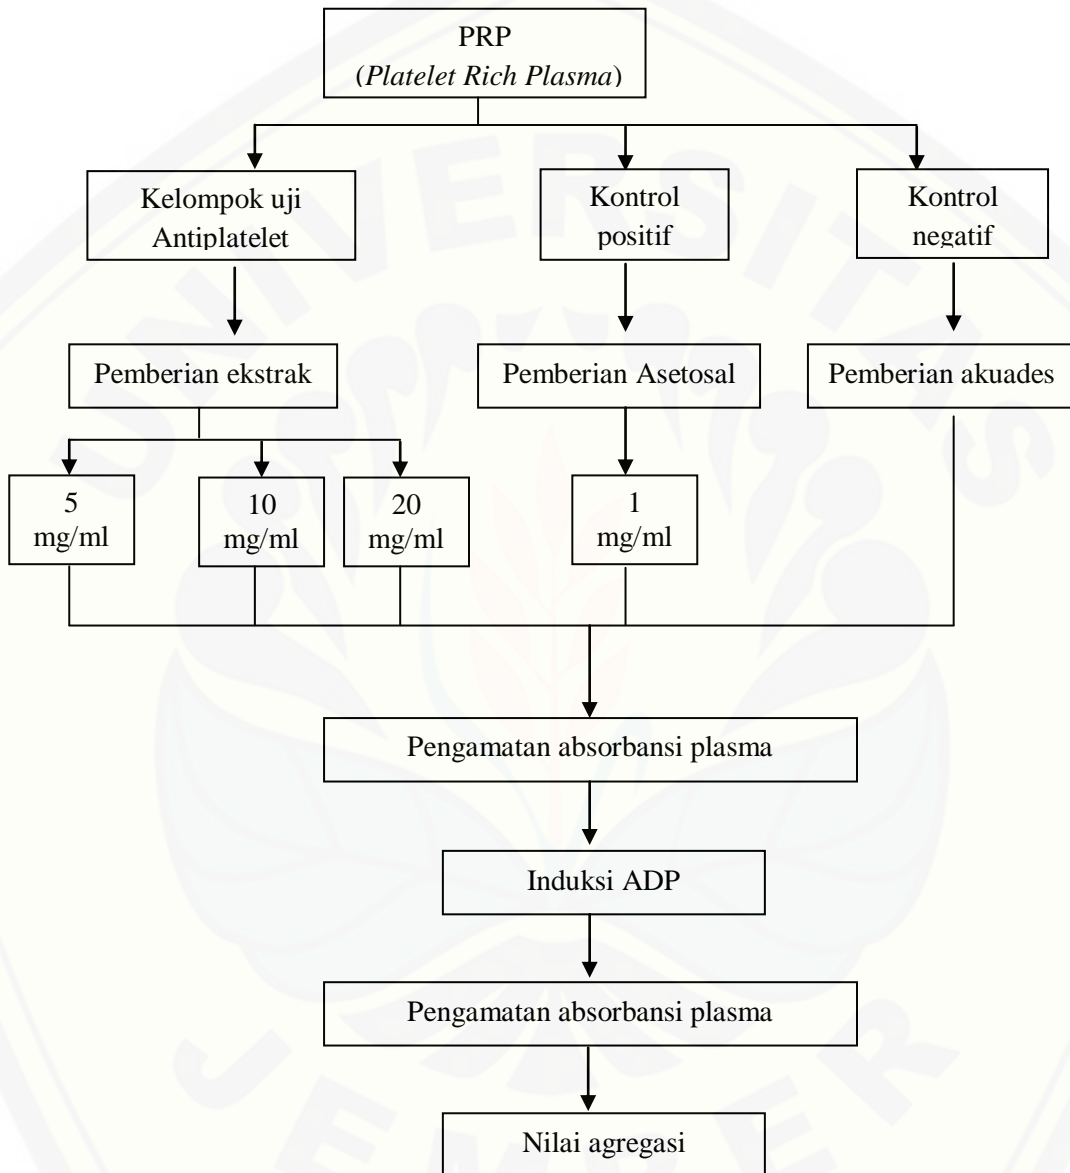 PRP
(Platelet Rich Plasma)
Kelompok uji
Antiplatelet
Kontrol
positif
Kontrol
negatif
Pemberian ekstrak
Pemberian Asetosal
Pemberian akuades
5
mg/ml
10
mg/ml
20
mg/ml
1
mg/ml
Pengamatan absorbansi plasma
Induksi ADP
Pengamatan absorbansi plasma
Nilai agregasi
UNIVERSITAS
JEMBER